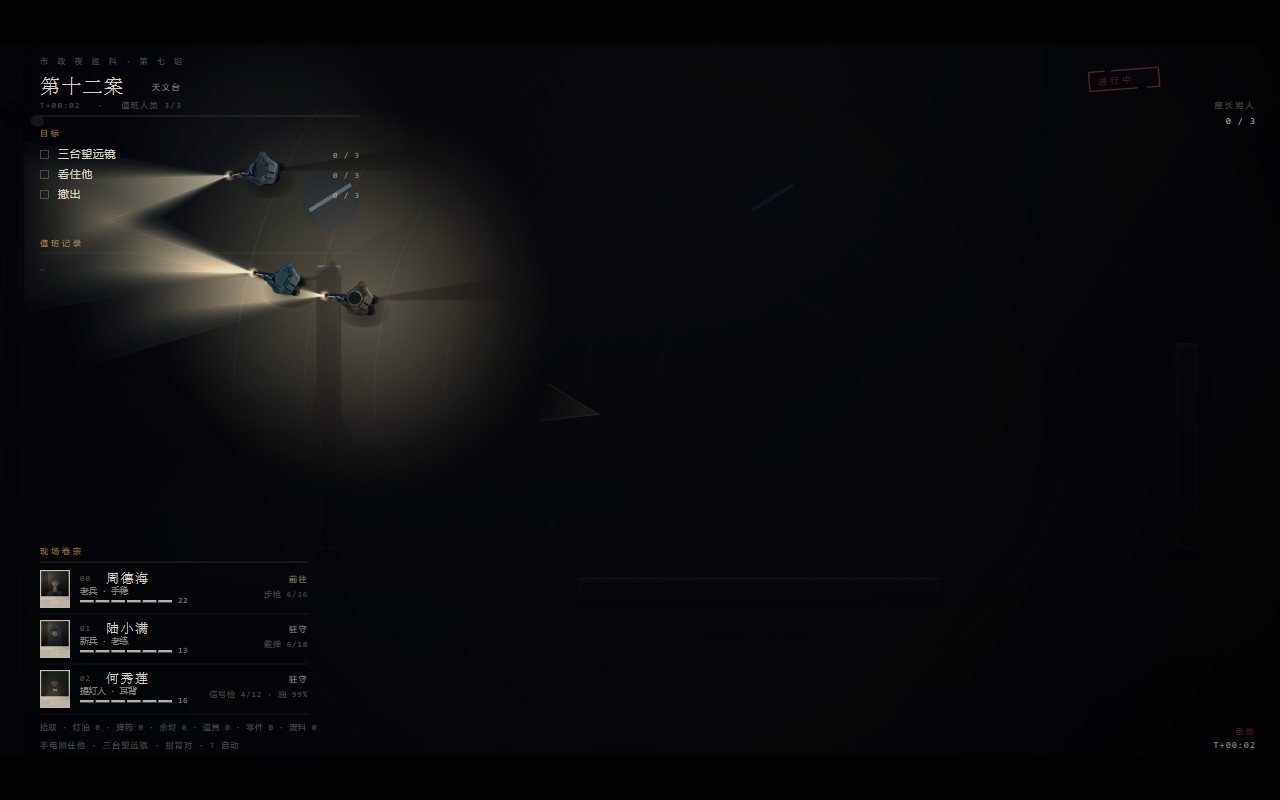 市政夜巡科 · 第七组
第十二案 天文台
T+00:02 · 值班人员 3/3
进行中
瘦长男人
0 / 3
目标
三台望远镜 0 / 3
看住他 0 / 3
撤出 0 / 3
值班记录
—
现场卷宗
00 周德海 前往
老兵 · 手稳 步枪 6/36
22
01 陆小满 驻守
新兵 · 老练 霰弹 6/18
13
02 何秀莲 驻守
提灯人 · 耳背 信号枪 4/12 · 油 99%
16
拾取 · 灯油 0 · 弹药 0 · 余烬 0 · 道具 0 · 零件 0 · 废料 0
手电照住他 · 三台望远镜 · 别背对 · T 自动
自动
T+00:02